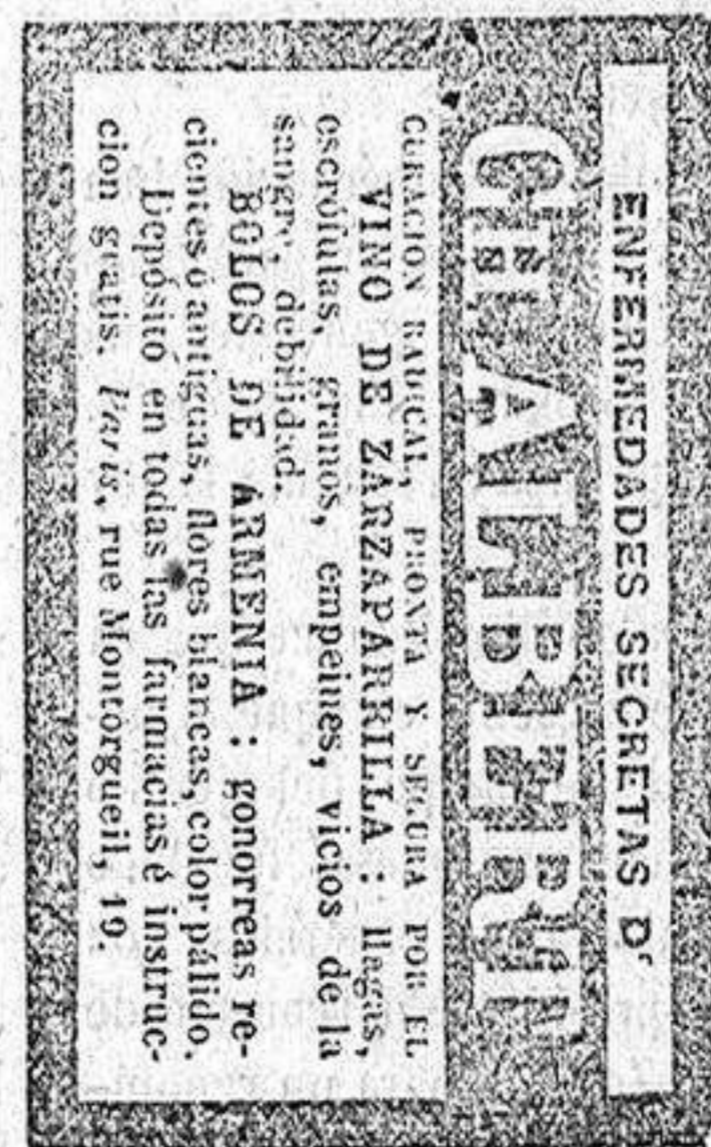 ENFERMEDADES SECRETAS D'
CH ALBERT
CURACION RADICAL, PRONTA Y SEGURA POR EL
VINO DE ZARZAPARRILLA : llagas,
escrófulas, granos, empeines, vicios de la
sangre, debilidad.
BOLOS DE ARMENIA : gonorreas re-
cientes ó antiguas, flores blancas, color pálido.
Depósito en todas las farmacias é instruc-
cion gratis. Paris, rue Montorgueil, 19.